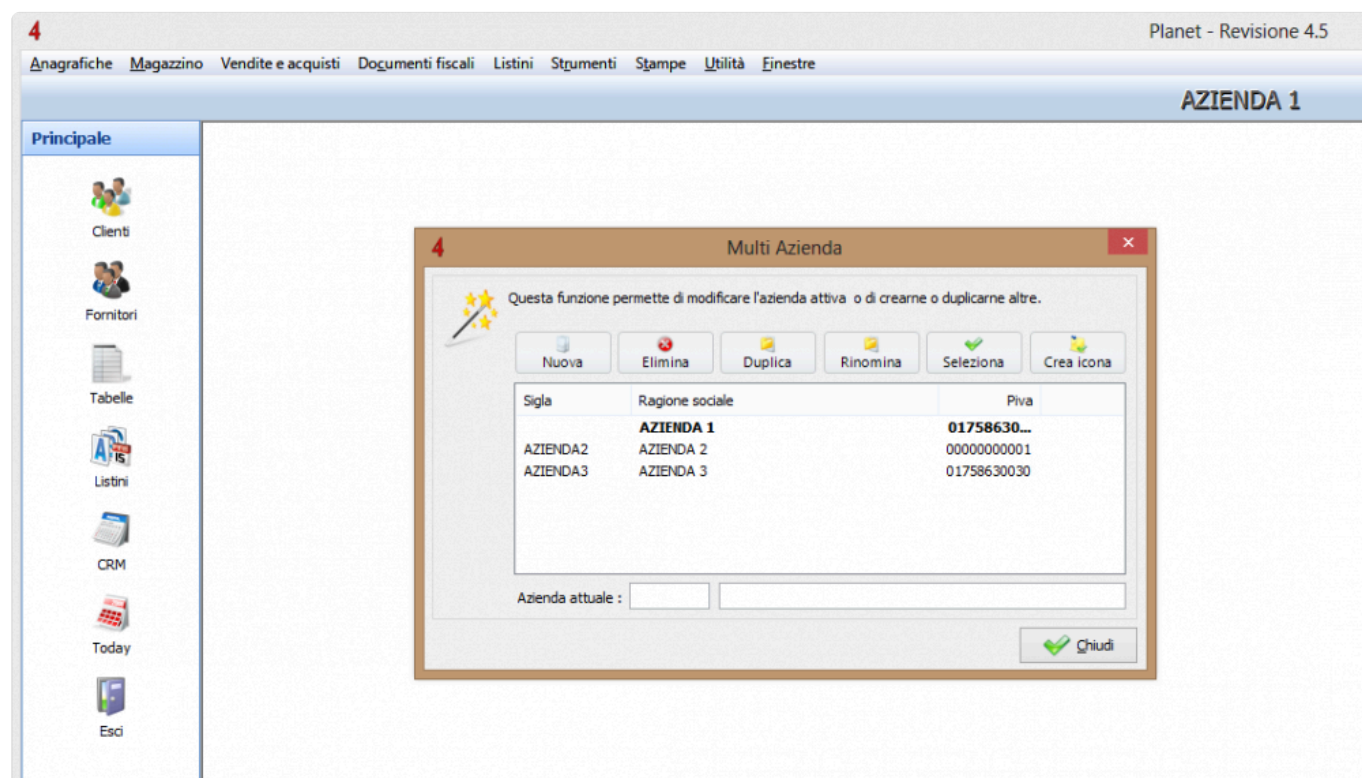 4
Planet - Revisione 4.5
Anagrafiche Magazzino Vendite e acquisti Documenti fiscali Listini Strumenti Stampe Utilità Finestre
AZIENDA 1
Principale
Clienti
Fornitori
Tabelle
Listini
CRM
Today
Esci
4 Multi Azienda
Questa funzione permette di modificare l'azienda attiva o di crearne o duplicarne altre.
Nuova Elimina Duplica Rinomina Seleziona Crea icona
Sigla Ragione sociale Piva
AZIENDA 1 01758630...
AZIENDA2 AZIENDA 2 00000000001
AZIENDA3 AZIENDA 3 01758630030
Azienda attuale :
Chiudi